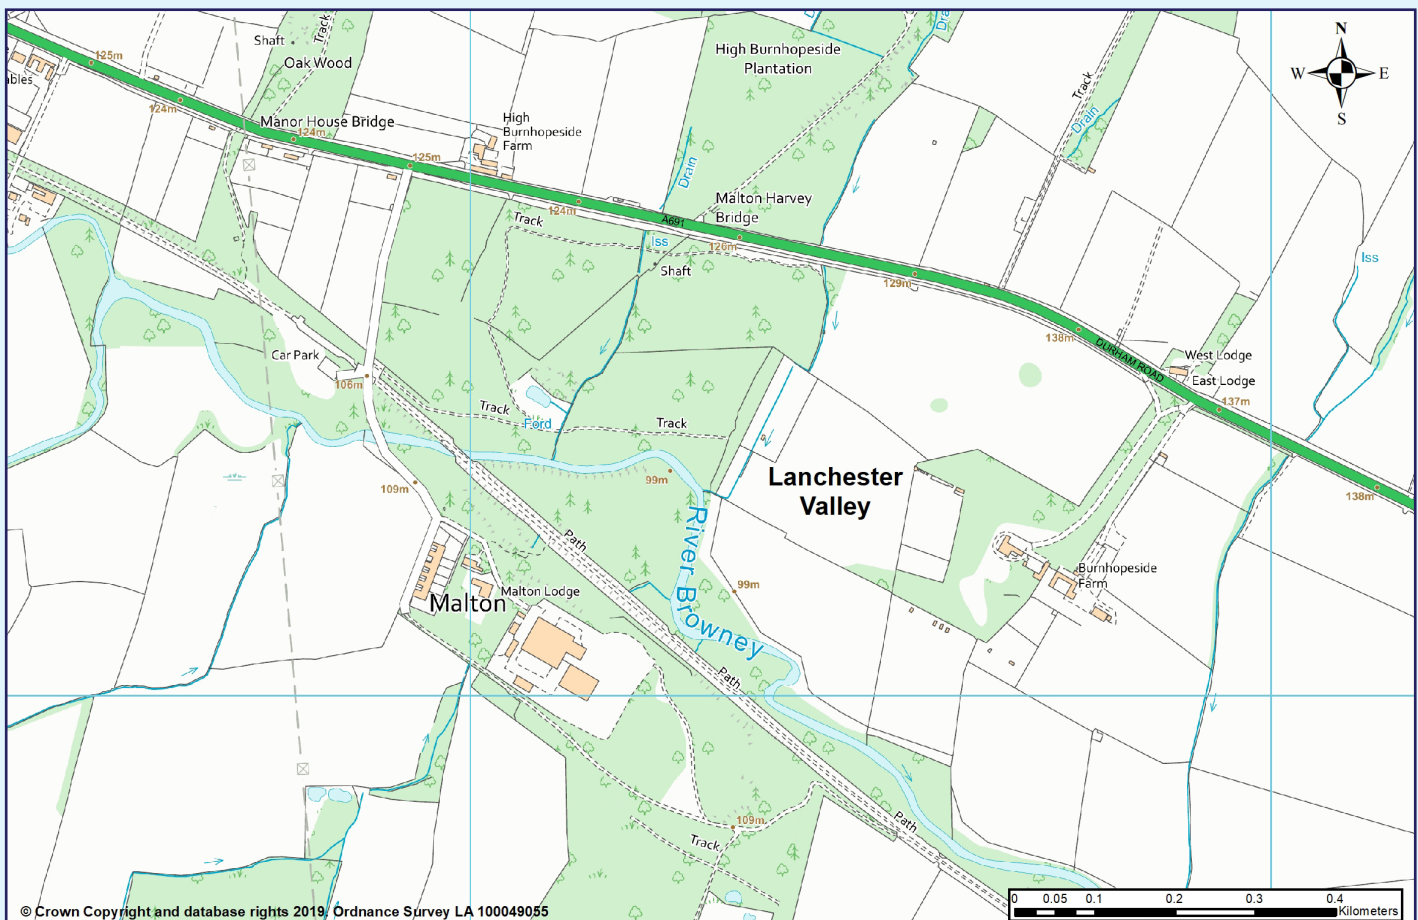 Shaft
Track
Oak Wood
125m
ables
124m
Manor House Bridge
124m
125m
High
Burnhopeside
Farm
High Burnhopeside
Plantation
Drain
Track
Drain
Drain
N
W
E
S
Malton Harvey
Bridge
124m
A691
126m
Track
Iss
Shaft
129m
Iss
138m
DURHAM ROAD
West Lodge
East Lodge
137m
138m
Car Park
106m
Track
Ford
Track
99m
109m
Lanchester
Valley
River Browney
Path
99m
Burnhopeside
Farm
Malton Lodge
Malton
Path
109m
Track
Path
© Crown Copyright and database rights 2019. Ordnance Survey LA 100049055
0 0.05 0.1 0.2 0.3 0.4
Kilometers